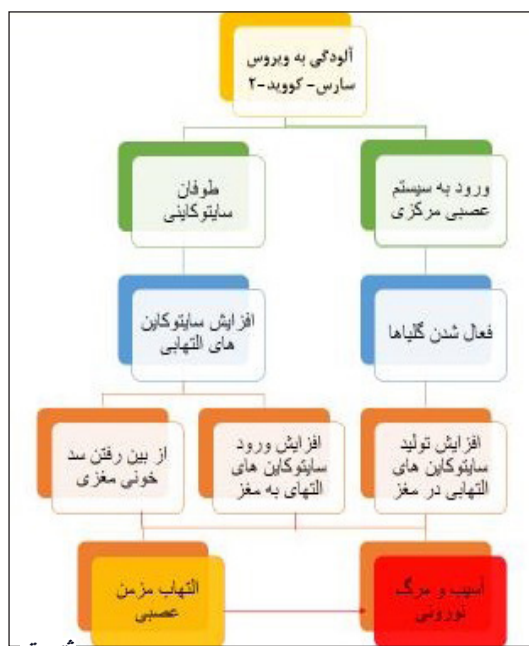 آلودگی به ویروس
سارس- کووید-۲
ورود به سیستم
عصبی مرکزی
طوفان
سایتوکاینی
فعال شدن گلیاها
افزایش سایتوکاین
های التهابی
افزایش تولید
سایتوکاین های
التهابی در مغز
افزایش ورود
سایتوکاین های
التهای به مغز
از بین رفتن سد
خونی مغزی
آسیب و مرگ
نورونی
التهاب مزمن
عصبی